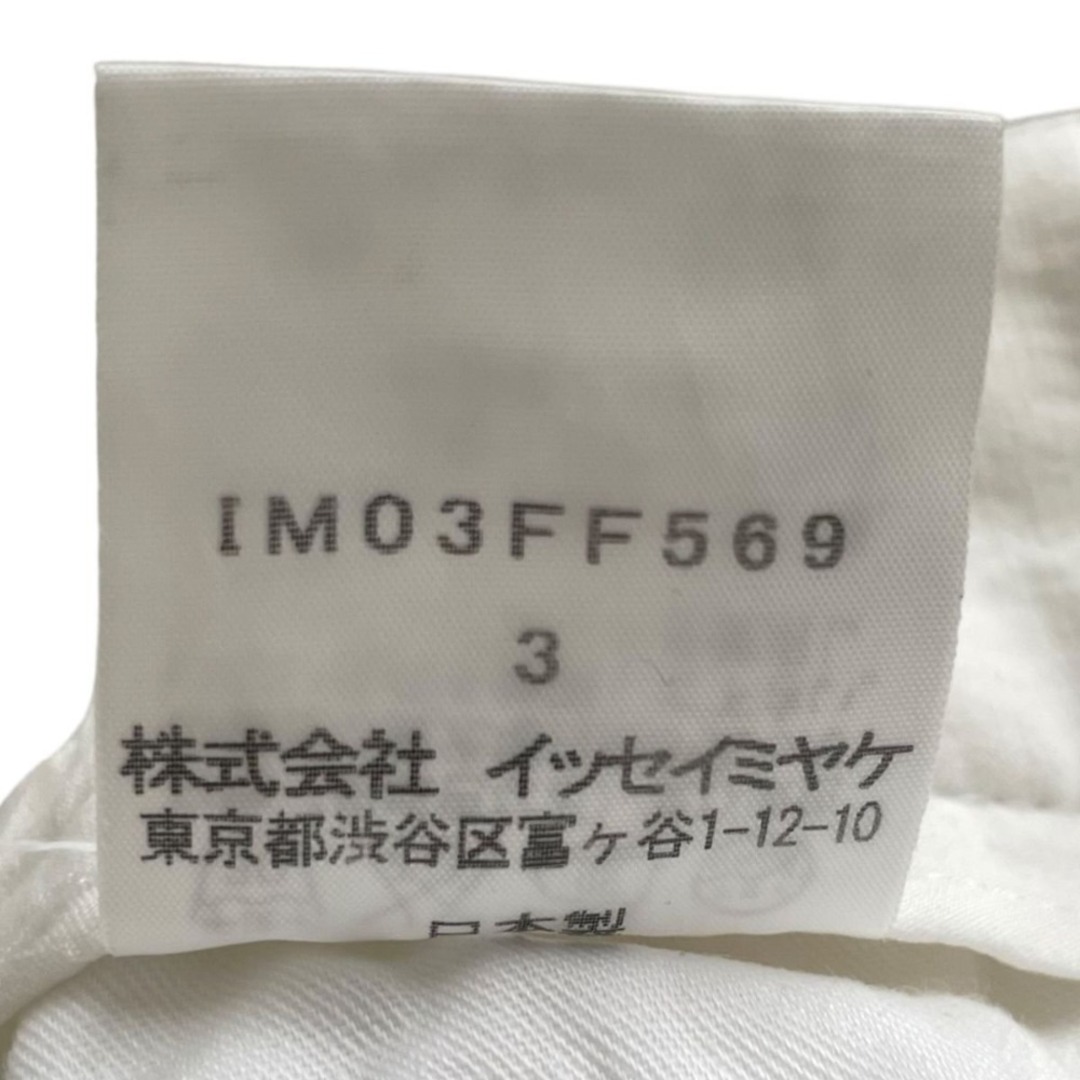 IM03FF569
3
株式会社 イッセイミヤケ
東京都渋谷区富ヶ谷1-12-10
日本製